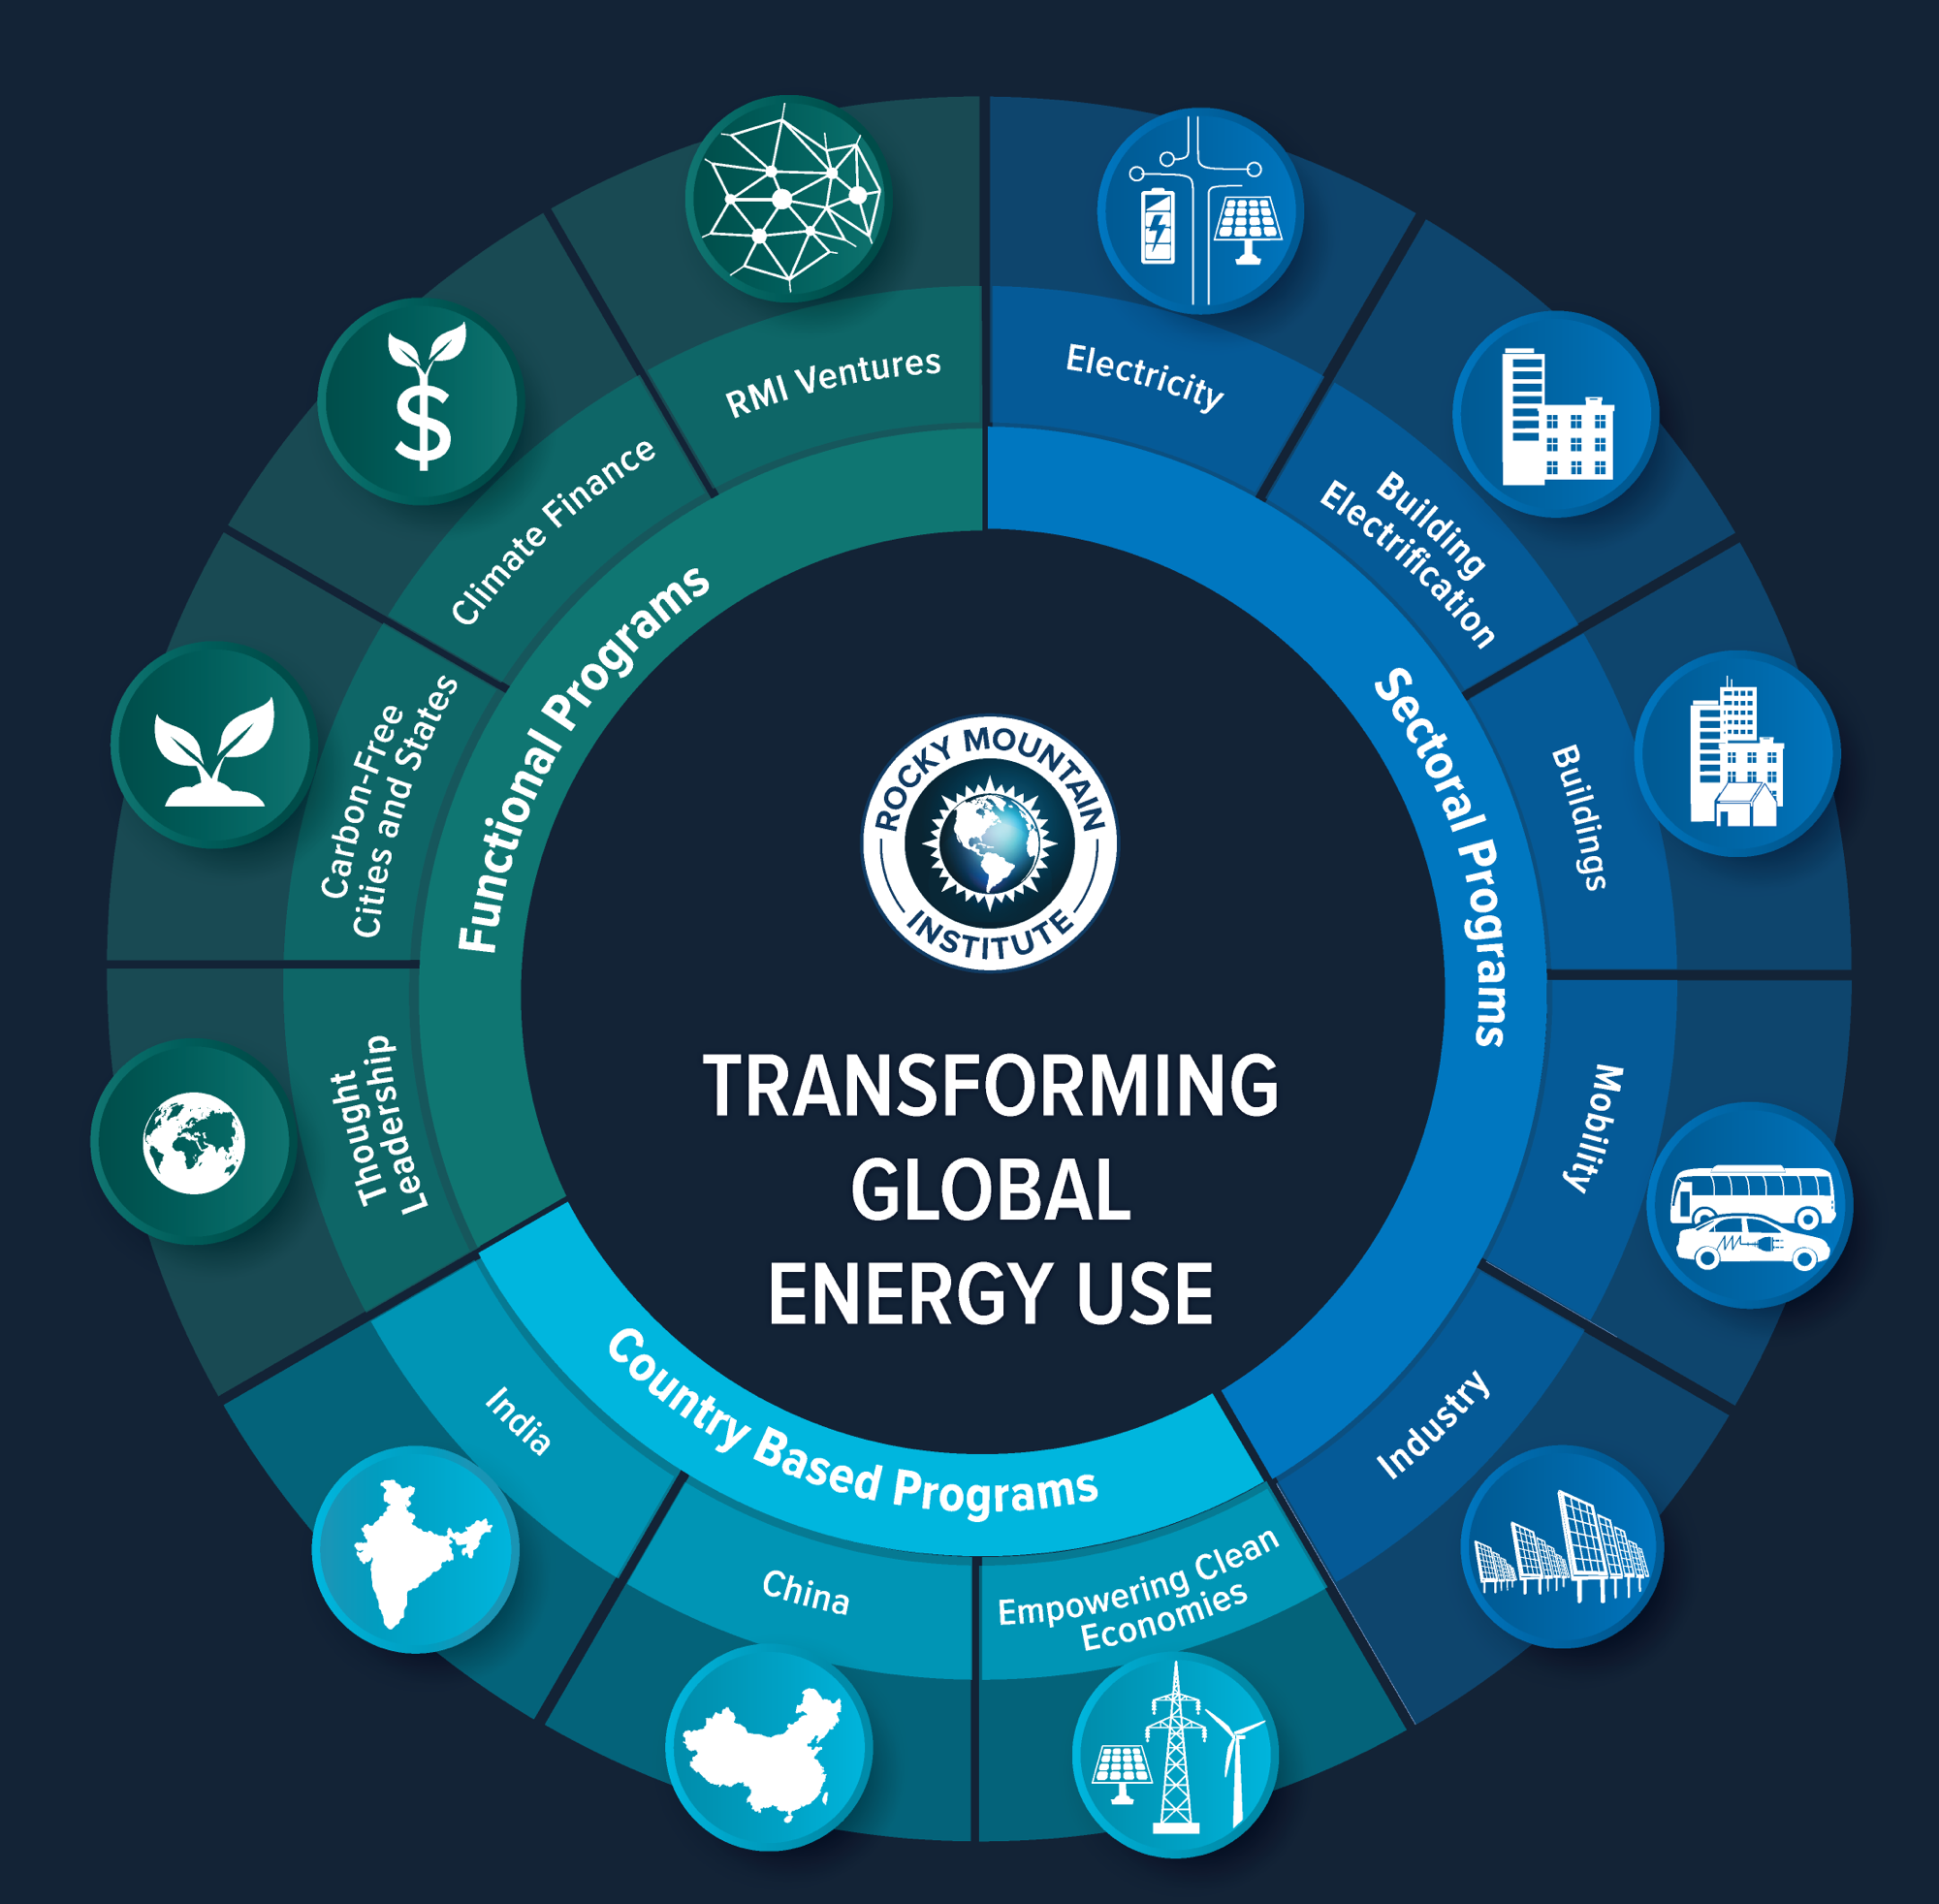 ROCKY MOUNTAIN
INSTITUTE
TRANSFORMING
GLOBAL
ENERGY USE
Sectoral Programs
Electricity
Building
Electrification
Buildings
Mobility
Industry
Country Based Programs
Empowering Clean
Economies
China
India
Functional Programs
Thought
Leadership
Carbon-Free
Cities and States
Climate Finance
RMI Ventures
$